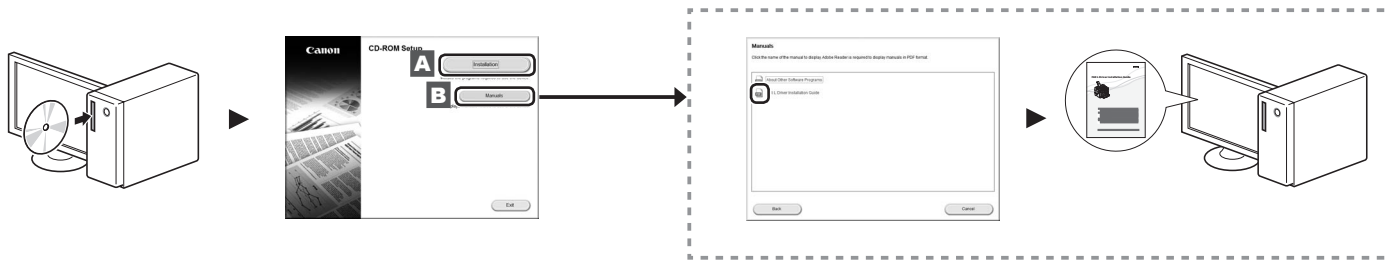 Canon
CD-ROM Setup
A
Installation
B
Manuals
Exit
Manuals
Click the name of the manual to display Adobe Reader is required to display manuals in PDF format.
About Other Software Programs
Driver Installation Guide
Back
Cancel